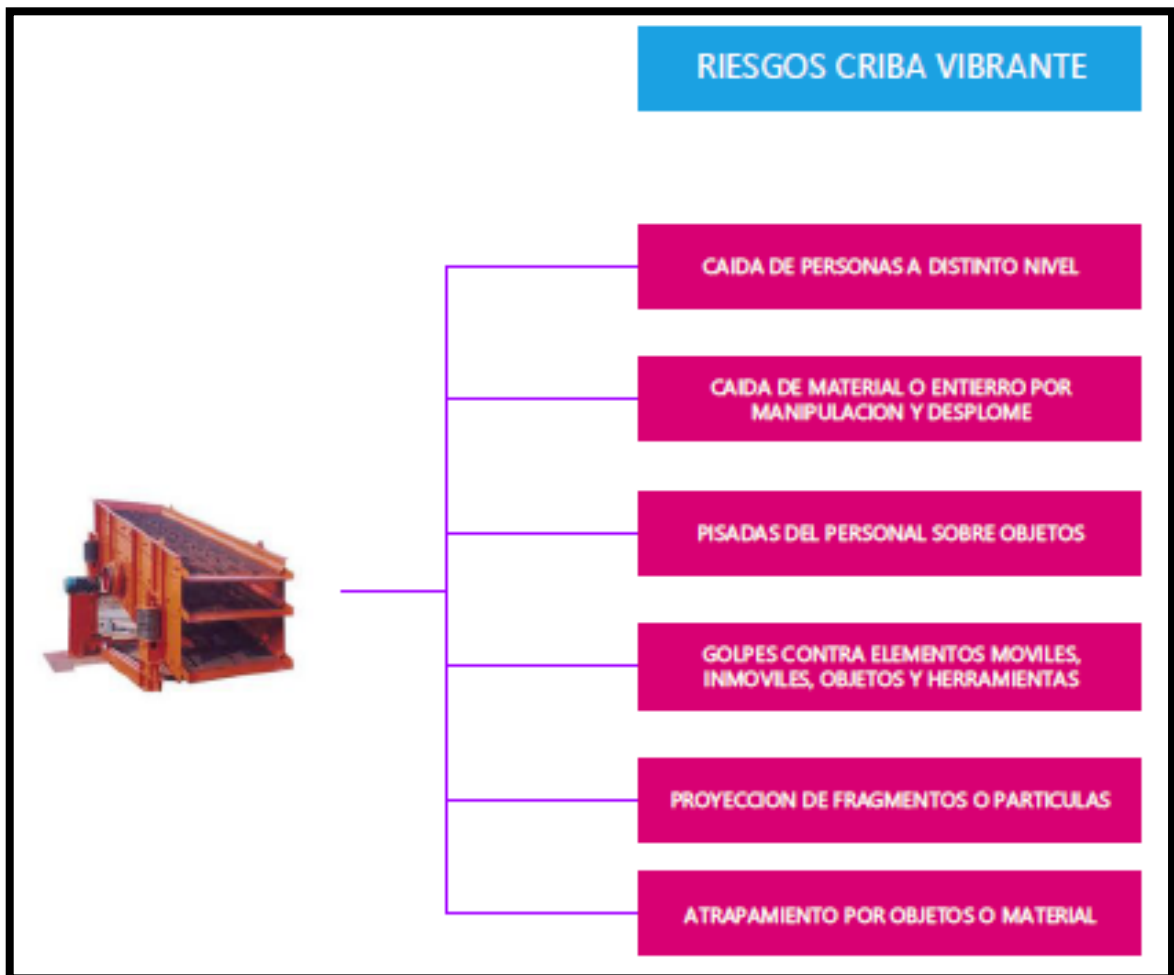 RIESGOS CRIBA VIBRANTE
CAIDA DE PERSONAS A DISTINTO NIVEL
CAIDA DE MATERIAL O ENTIERRO POR
MANIPULACION Y DESPLOME
PISADAS DEL PERSONAL SOBRE OBJETOS
GOLPES CONTRA ELEMENTOS MOVILES,
INMOVILES, OBJETOS Y HERRAMIENTAS
PROYECCION DE FRAGMENTOS O PARTICULAS
ATRAPAMIENTO POR OBJETOS O MATERIAL